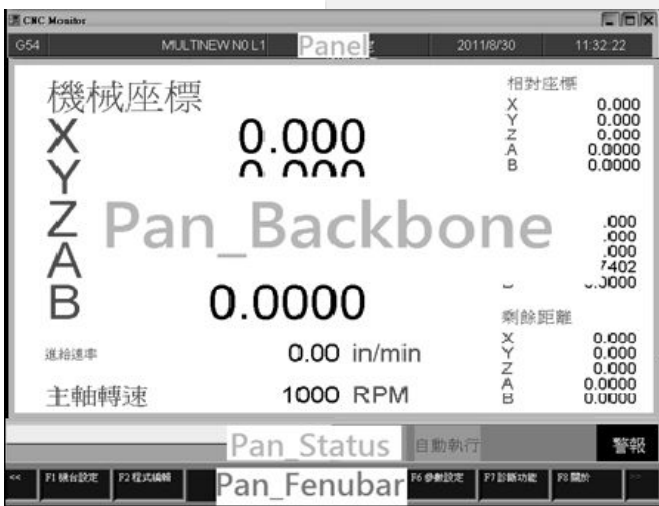 CNC Monitor
G54 MULTINEW N0 L1 Panel 2011/8/30 11:32:22
機械座標
X 0.000
Y
Z
A
B 0.0000
Pan_Backbone
進給速率 0.00 in/min
主軸轉速 1000 RPM
相對座標
X 0.000
Y 0.000
Z 0.000
A 0.0000
B 0.0000
.000
.000
.000
7402
.0000
剩餘距離
X 0.000
Y 0.000
Z 0.000
A 0.0000
B 0.0000
Pan_Status 自動執行 警報
<< F1 機台設定 F2 程式編輯 Pan_Fenubar F6 參數設定 F7 診斷功能 F8 關於 >>